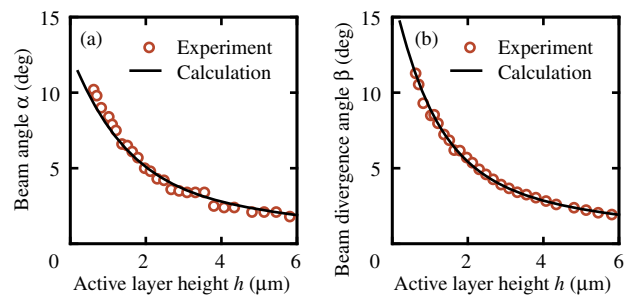 15
10
5
0
2
4
6
(a)
Experiment
Calculation
Beam angle α (deg)
Active layer height h (μm)
15
10
5
0
2
4
6
(b)
Experiment
Calculation
Beam divergence angle β (deg)
Active layer height h (μm)